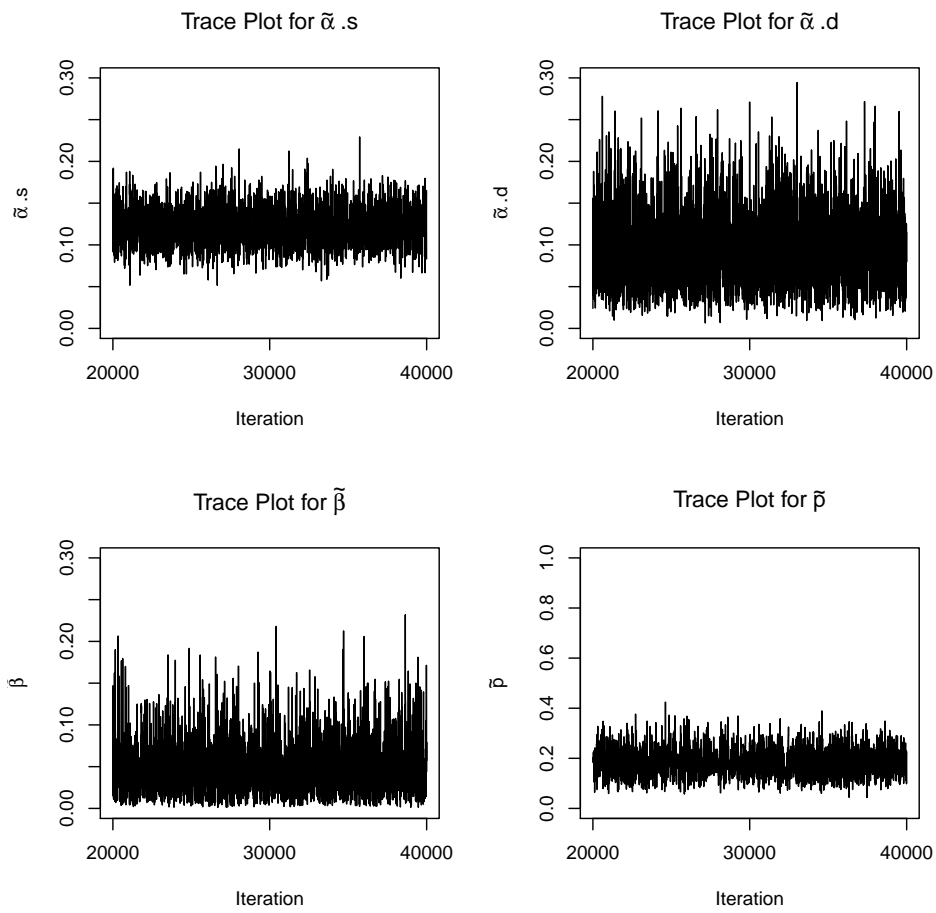 Trace Plot for α̃ .s
α̃ .s
0.30
0.20
0.10
0.00
20000 30000 40000
Iteration
Trace Plot for α̃ .d
α̃ .d
0.30
0.20
0.10
0.00
20000 30000 40000
Iteration
Trace Plot for β̃
β̃
0.30
0.20
0.10
0.00
20000 30000 40000
Iteration
Trace Plot for p̃
p̃
1.0
0.8
0.6
0.4
0.2
0.0
20000 30000 40000
Iteration